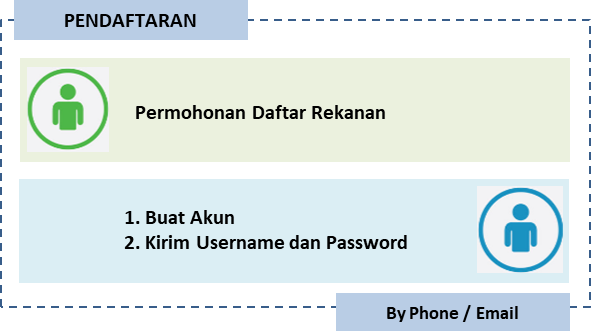 PENDAFTARAN
Permohonan Daftar Rekanan
1. Buat Akun
2. Kirim Username dan Password
By Phone / Email